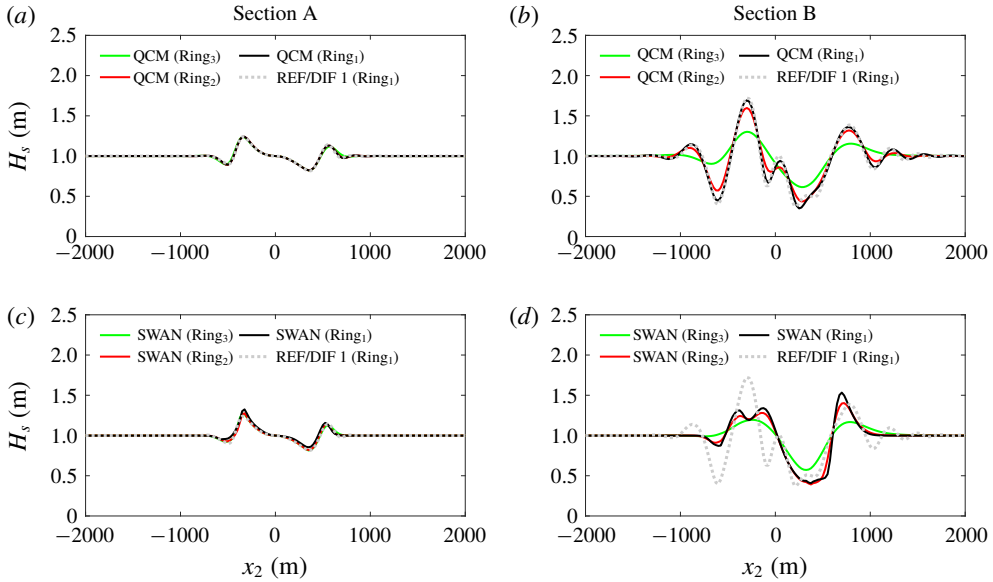 (a) Section A
2.5
QCM (Ring3) QCM (Ring1)
QCM (Ring2) REF/DIF 1 (Ring1)
2.0
1.5
Hs (m)
1.0
0.5
0
−2000 −1000 0 1000 2000
(b) Section B
2.5
QCM (Ring3) QCM (Ring1)
QCM (Ring2) REF/DIF 1 (Ring1)
2.0
1.5
1.0
0.5
0
−2000 −1000 0 1000 2000
(c)
2.5
SWAN (Ring3) SWAN (Ring1)
SWAN (Ring2) REF/DIF 1 (Ring1)
2.0
1.5
Hs (m)
1.0
0.5
0
−2000 −1000 0 1000 2000
x2 (m)
(d)
2.5
SWAN (Ring3) SWAN (Ring1)
SWAN (Ring2) REF/DIF 1 (Ring1)
2.0
1.5
1.0
0.5
0
−2000 −1000 0 1000 2000
x2 (m)